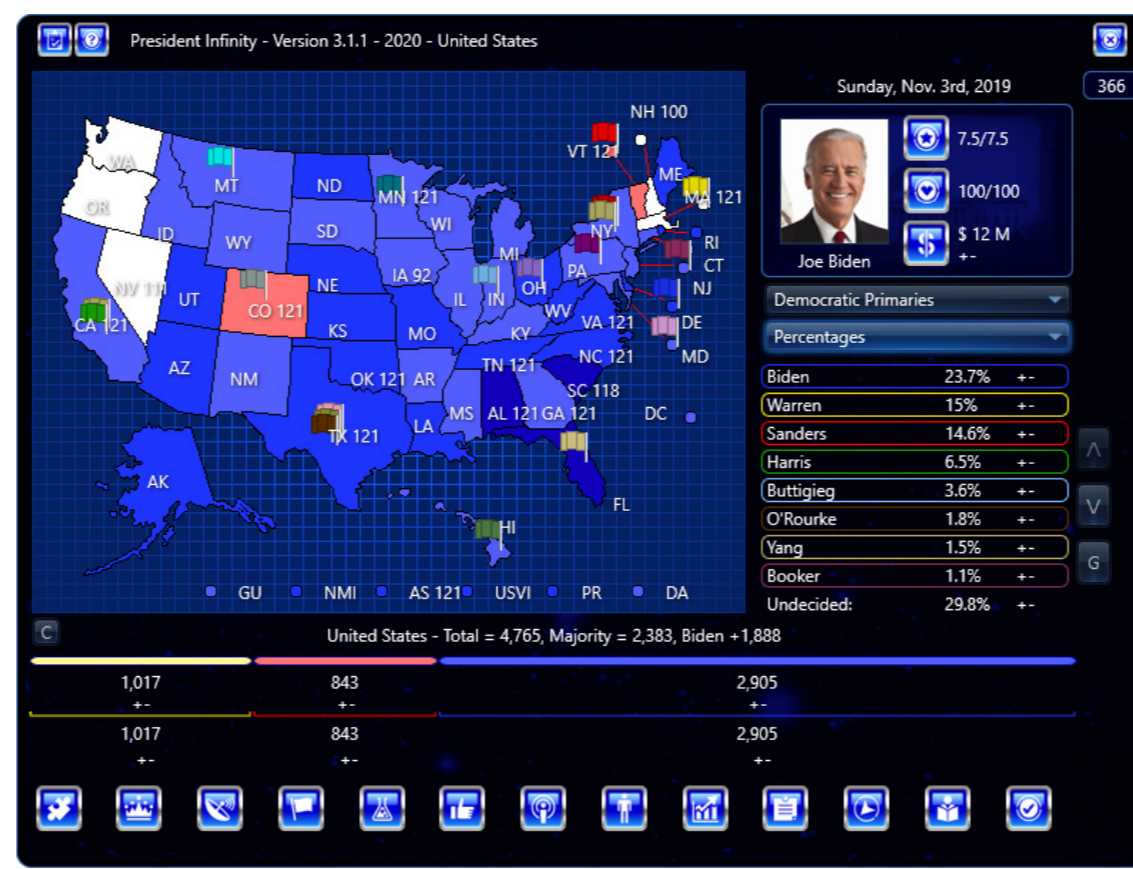 President Infinity - Version 3.1.1 - 2020 - United States
Sunday, Nov. 3rd, 2019
366
7.5/7.5
100/100
$ 12 M
+-
Joe Biden
Democratic Primaries
Percentages
Biden 23.7% +-
Warren 15% +-
Sanders 14.6% +-
Harris 6.5% +-
Buttigieg 3.6% +-
O'Rourke 1.8% +-
Yang 1.5% +-
Booker 1.1% +-
Undecided: 29.8% +-
Λ
V
G
NH 100
VT 121
ME
WA
MT
ND
MN 121
MA 121
OR
ID
WY
SD
WI
MI
NY
RI
CT
NV 111
UT
NE
IA 92
IL
IN
OH
PA
NJ
CA 121
CO 121
KS
MO
KY
WV
VA 121
DE
MD
AZ
NM
OK 121
AR
TN 121
NC 121
SC 118
TX 121
LA
MS
AL 121
GA 121
DC
AK
FL
HI
GU
NMI
AS 121
USVI
PR
DA
C
United States - Total = 4,765, Majority = 2,383, Biden +1,888
1,017 843 2,905
+- +- +-
1,017 843 2,905
+- +- +-